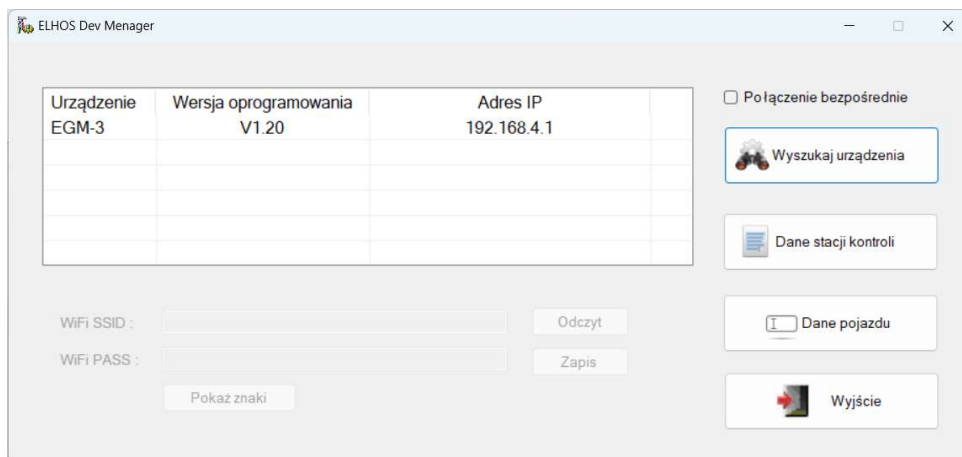 ELHOS Dev Menager
Urządzenie Wersja oprogramowania Adres IP
EGM-3 V1.20 192.168.4.1
Połączenie bezpośrednie
Wyszukaj urządzenia
Dane stacji kontroli
Dane pojazdu
Wyjście
WiFi SSID :
Odczyt
WiFi PASS :
Zapis
Pokaż znaki